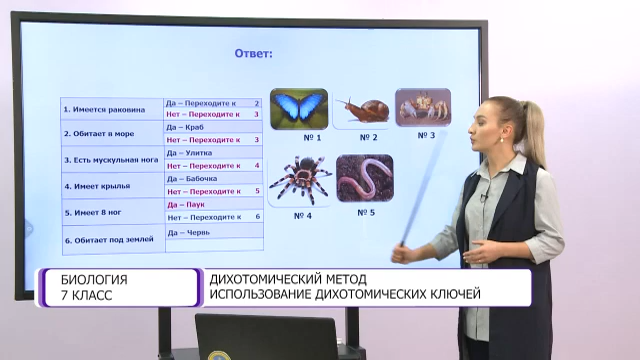 Ответ:
1. Имеется раковина
Да – Переходите к 2
Нет – Переходите к 3
2. Обитает в море
Да – Краб
Нет – Переходите к 3
3. Есть мускульная нога
Да – Улитка
Нет – Переходите к 4
4. Имеет крылья
Да – Бабочка
Нет – Переходите к 5
5. Имеет 8 ног
Да – Паук
Нет – Переходите к 6
6. Обитает под землей
Да – Червь
№ 1 № 2 № 3
№ 4 № 5
БИОЛОГИЯ
7 КЛАСС
ДИХОТОМИЧЕСКИЙ МЕТОД
ИСПОЛЬЗОВАНИЕ ДИХОТОМИЧЕСКИХ КЛЮЧЕЙ